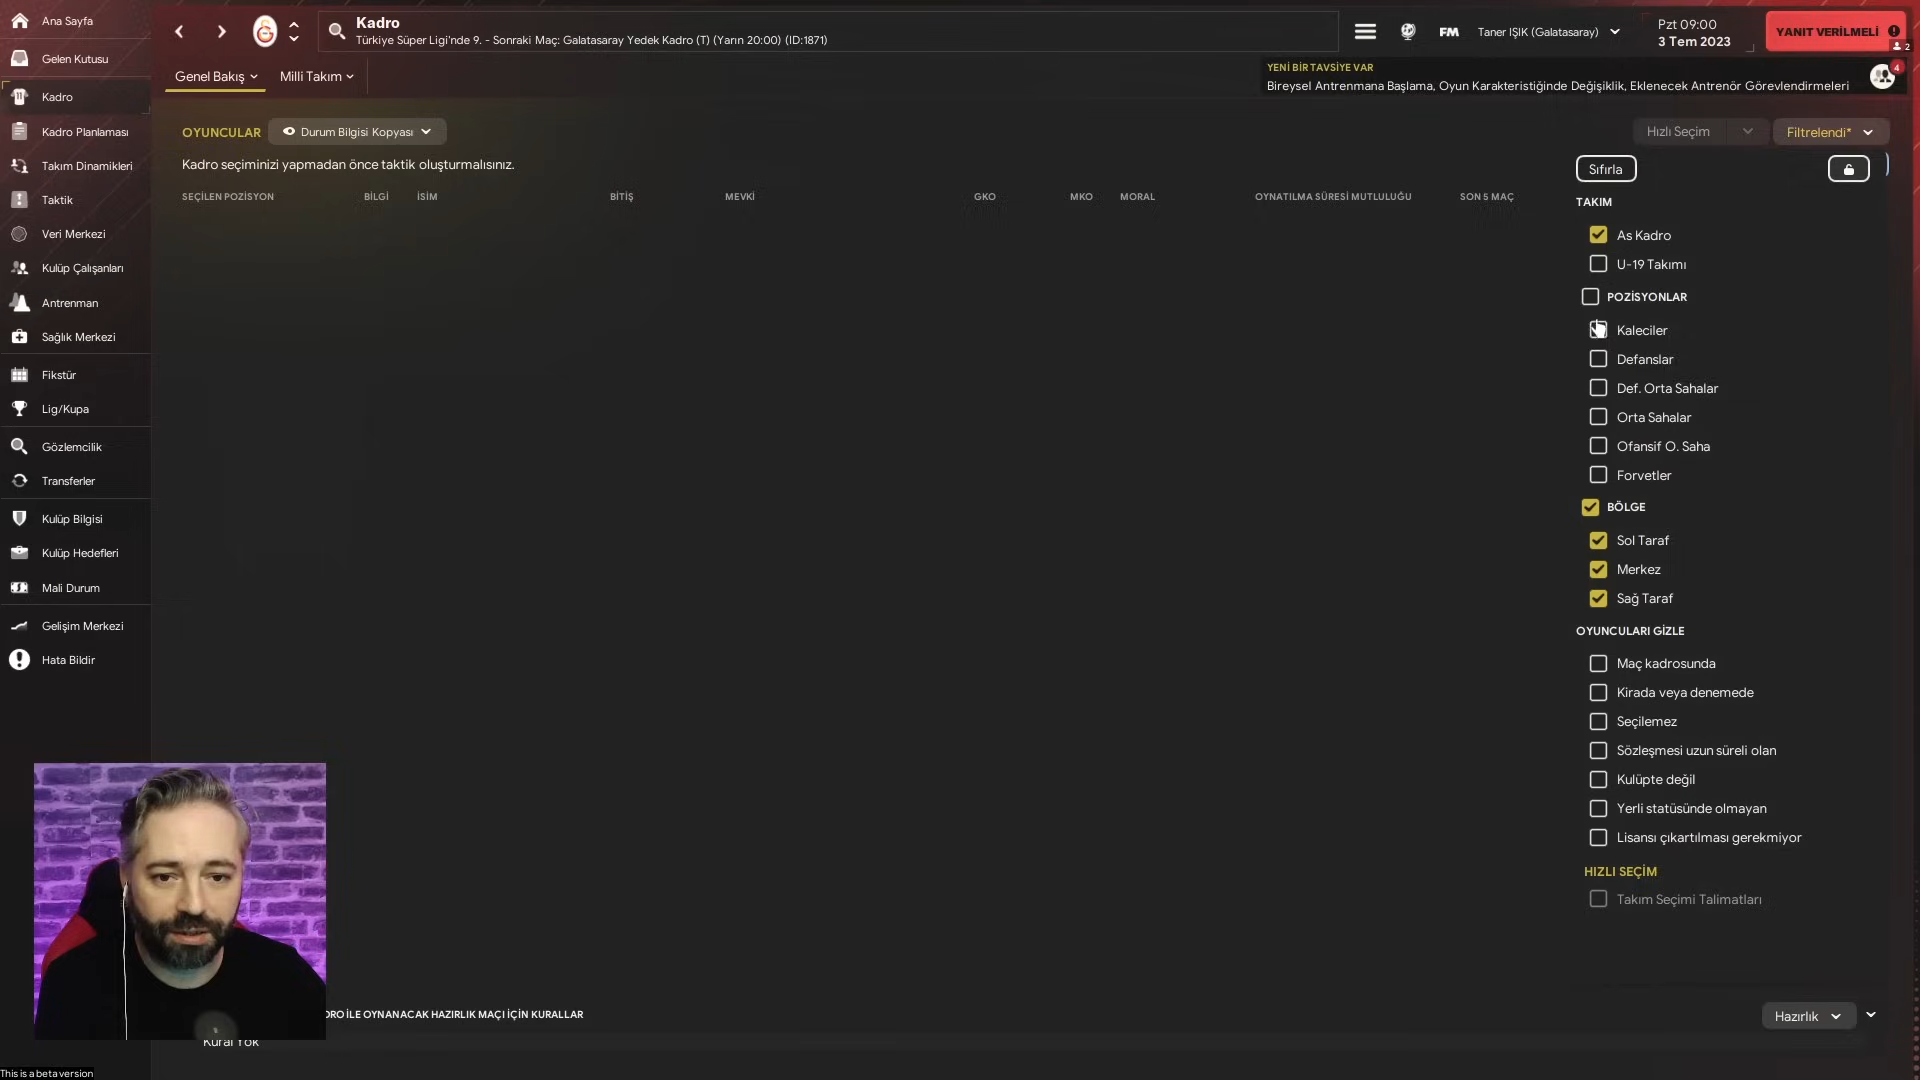 Ana Sayfa
Gelen Kutusu
Kadro
Kadro Planlaması
Takım Dinamikleri
Taktik
Veri Merkezi
Kulüp Çalışanları
Antrenman
Sağlık Merkezi
Fikstür
Lig/Kupa
Gözlemcilik
Transferler
Kulüp Bilgisi
Kulüp Hedefleri
Mali Durum
Gelişim Merkezi
Hata Bildir
Kadro
Türkiye Süper Ligi'nde 9. - Sonraki Maç: Galatasaray Yedek Kadro (T) (Yarın 20:00) (ID:1871)
FM
Taner IŞIK (Galatasaray)
Pzt 09:00
3 Tem 2023
YANIT VERİLMELİ
2
Genel Bakış
Milli Takım
YENİ BİR TAVSİYE VAR
Bireysel Antrenmana Başlama, Oyun Karakteristiğinde Değişiklik, Eklenecek Antrenör Görevlendirmeleri
4
OYUNCULAR
Durum Bilgisi Kopyası
Hızlı Seçim
Filtrelendi*
Kadro seçiminizi yapmadan önce taktik oluşturmalısınız.
SEÇİLEN POZİSYON BİLGİ İSİM BİTİŞ MEVKİ GKO MKO MORAL OYNATILMA SÜRESİ MUTLULUĞU SON 5 MAÇ
Sıfırla
TAKIM
As Kadro
U-19 Takımı
POZİSYONLAR
Kaleciler
Defanslar
Def. Orta Sahalar
Orta Sahalar
Ofansif O. Saha
Forvetler
BÖLGE
Sol Taraf
Merkez
Sağ Taraf
OYUNCULARI GİZLE
Maç kadrosunda
Kirada veya denemede
Seçilemez
Sözleşmesi uzun süreli olan
Kulüpte değil
Yerli statüsünde olmayan
Lisansı çıkartılması gerekmiyor
HIZLI SEÇİM
Takım Seçimi Talimatları
İLE OYNANACAK HAZIRLIK MAÇI İÇİN KURALLAR
Hazırlık
Kural Yok
This is a beta version